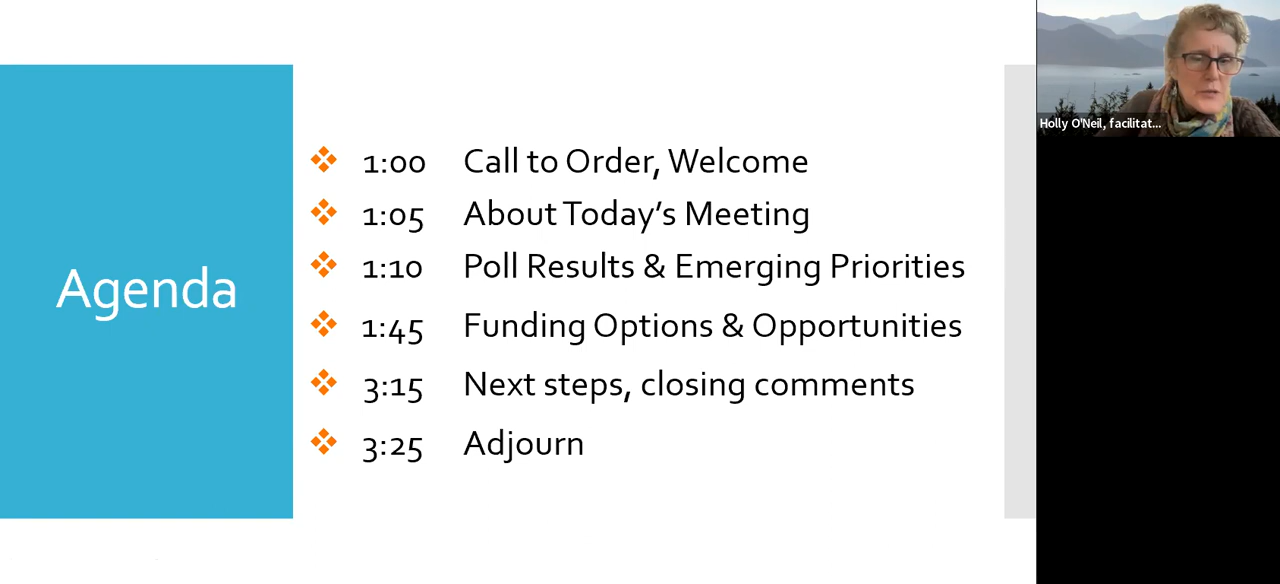 Agenda
1:00 Call to Order, Welcome
1:05 About Today's Meeting
1:10 Poll Results & Emerging Priorities
1:45 Funding Options & Opportunities
3:15 Next steps, closing comments
3:25 Adjourn
Holly O'Neil, facilitat...